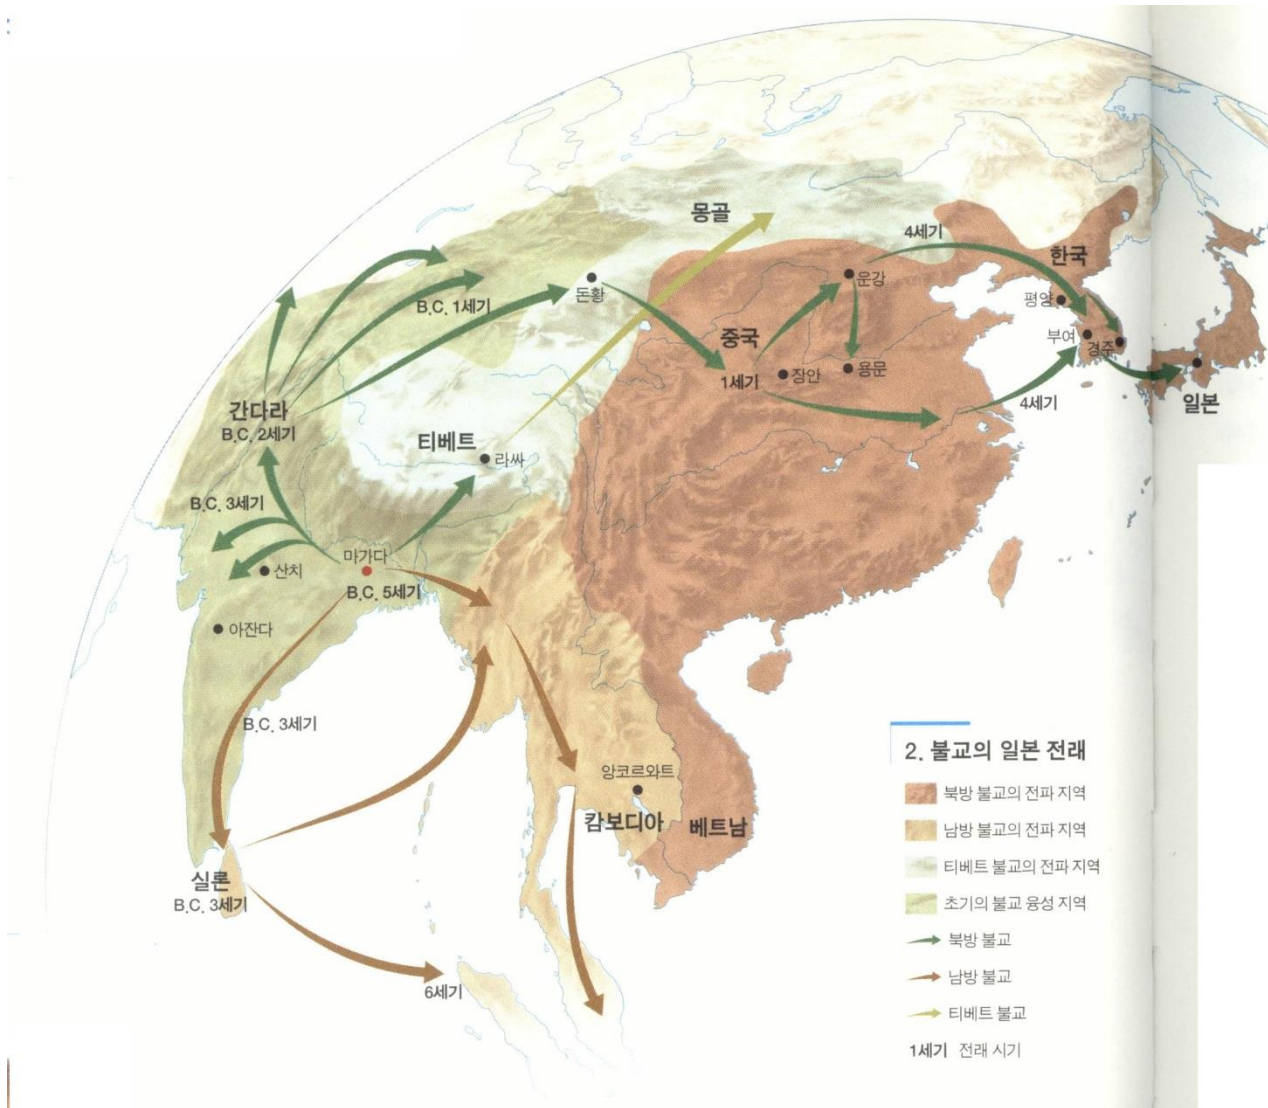 몽골
4세기
한국
운강
돈황
B.C. 1세기
평양
부여
경주
중국
1세기
장안
용문
4세기
일본
간다라
B.C. 2세기
티베트
라싸
B.C. 3세기
마가다
B.C. 5세기
산치
아잔다
B.C. 3세기
앙코르와트
캄보디아
베트남
실론
B.C. 3세기
6세기
2. 불교의 일본 전래
북방 불교의 전파 지역
남방 불교의 전파 지역
티베트 불교의 전파 지역
초기의 불교 융성 지역
북방 불교
남방 불교
티베트 불교
1세기 전래 시기